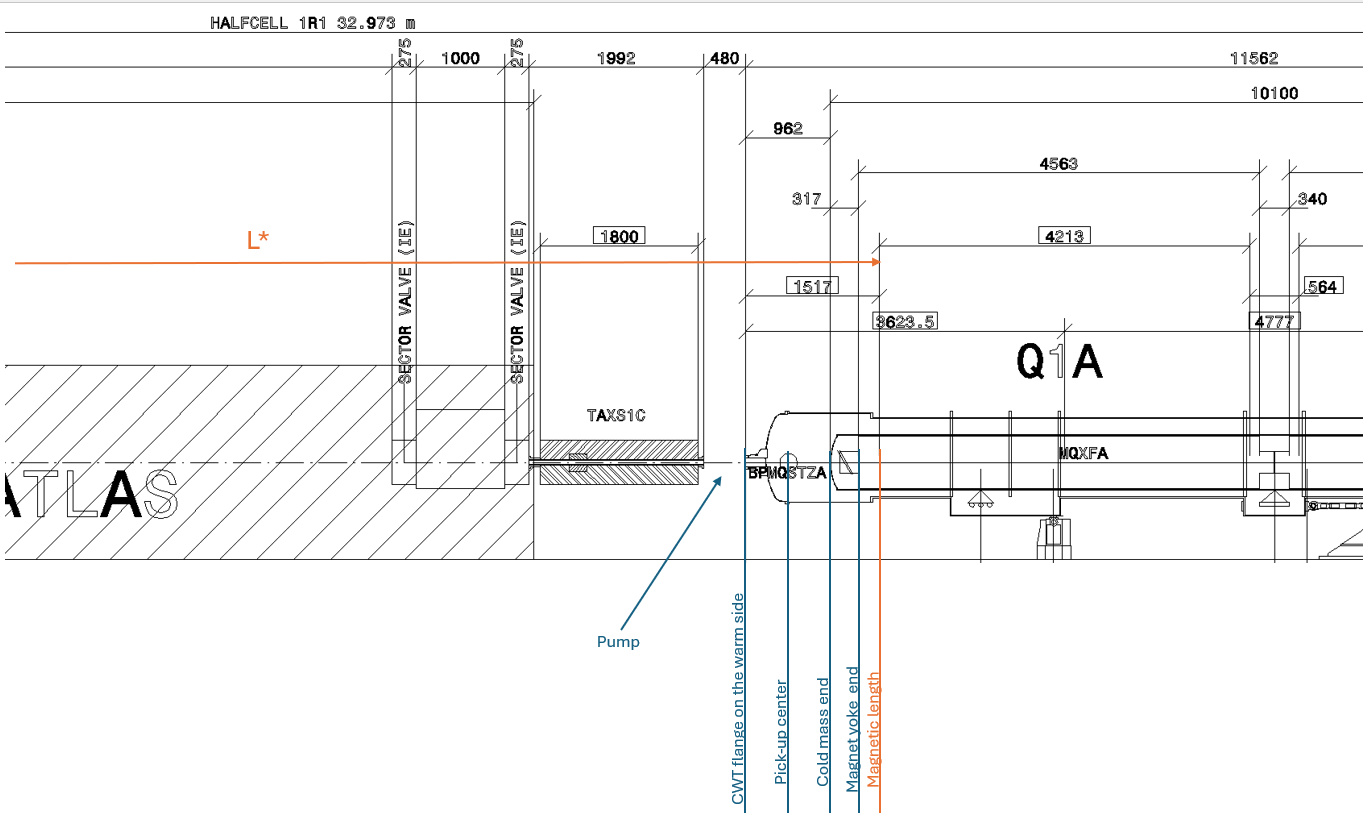 HALFCELL 1R1 32.973 m
275
1000
275
1992
480
11562
10100
962
4563
317
340
L*
1800
4213
1517
564
3623.5
4777
SECTOR VALVE (IE)
SECTOR VALVE (IE)
Q1A
TAXS1C
MQXFA
BPMQSTZA
ATLAS
Pump
CWT flange on the warm side
Pick-up center
Cold mass end
Magnet yoke end
Magnetic length